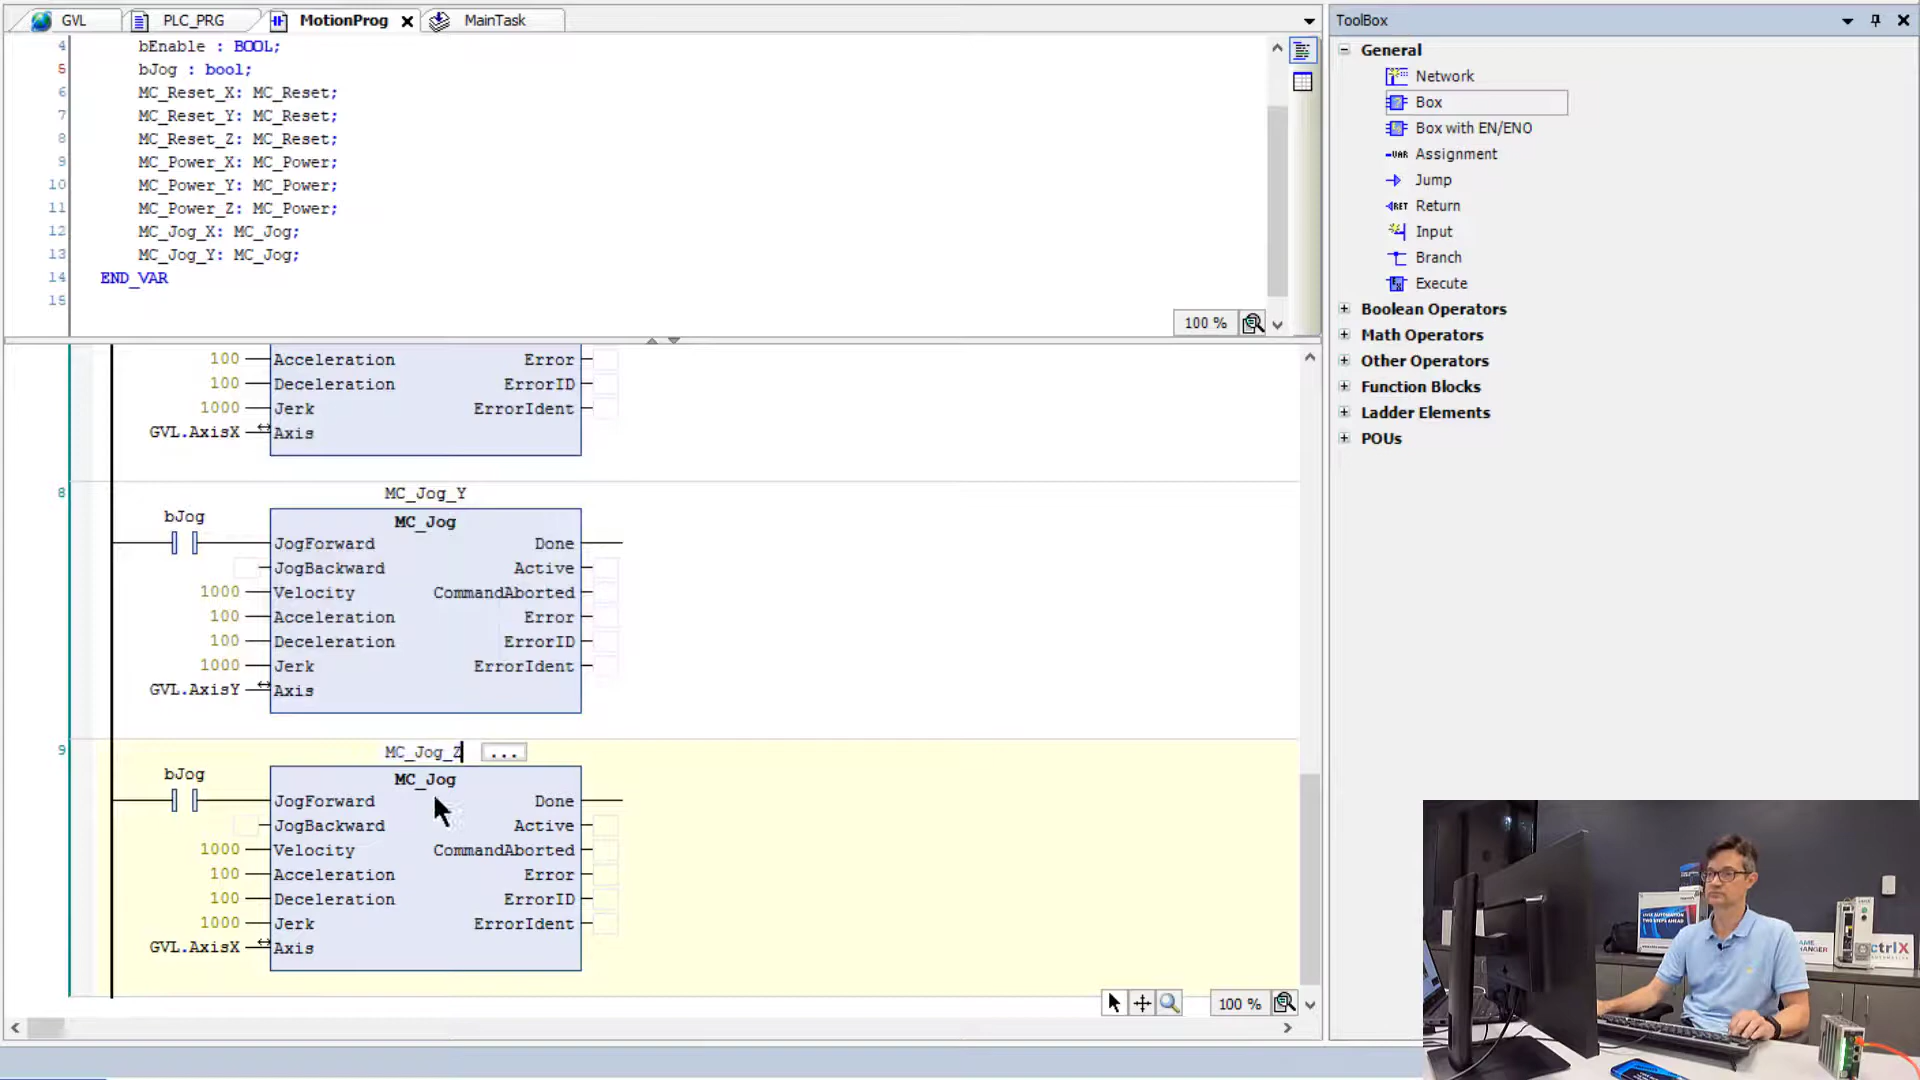 GVL
PLC_PRG
MotionProg
MainTask
4 bEnable : BOOL;
5 bJog : bool;
6 MC_Reset_X: MC_Reset;
7 MC_Reset_Y: MC_Reset;
8 MC_Reset_Z: MC_Reset;
9 MC_Power_X: MC_Power;
10 MC_Power_Y: MC_Power;
11 MC_Power_Z: MC_Power;
12 MC_Jog_X: MC_Jog;
13 MC_Jog_Y: MC_Jog;
14 END_VAR
15
100 %
100 Acceleration Error
100 Deceleration ErrorID
1000 Jerk ErrorIdent
GVL.AxisX Axis
8 MC_Jog_Y
bJog MC_Jog
JogForward Done
JogBackward Active
1000 Velocity CommandAborted
100 Acceleration Error
100 Deceleration ErrorID
1000 Jerk ErrorIdent
GVL.AxisY Axis
9 MC_Jog_Z ...
bJog MC_Jog
JogForward Done
JogBackward Active
1000 Velocity CommandAborted
100 Acceleration Error
100 Deceleration ErrorID
1000 Jerk ErrorIdent
GVL.AxisX Axis
100 %
ToolBox
General
Network
Box
Box with EN/ENO
VAR Assignment
Jump
RET Return
Input
Branch
Execute
Boolean Operators
Math Operators
Other Operators
Function Blocks
Ladder Elements
POUs